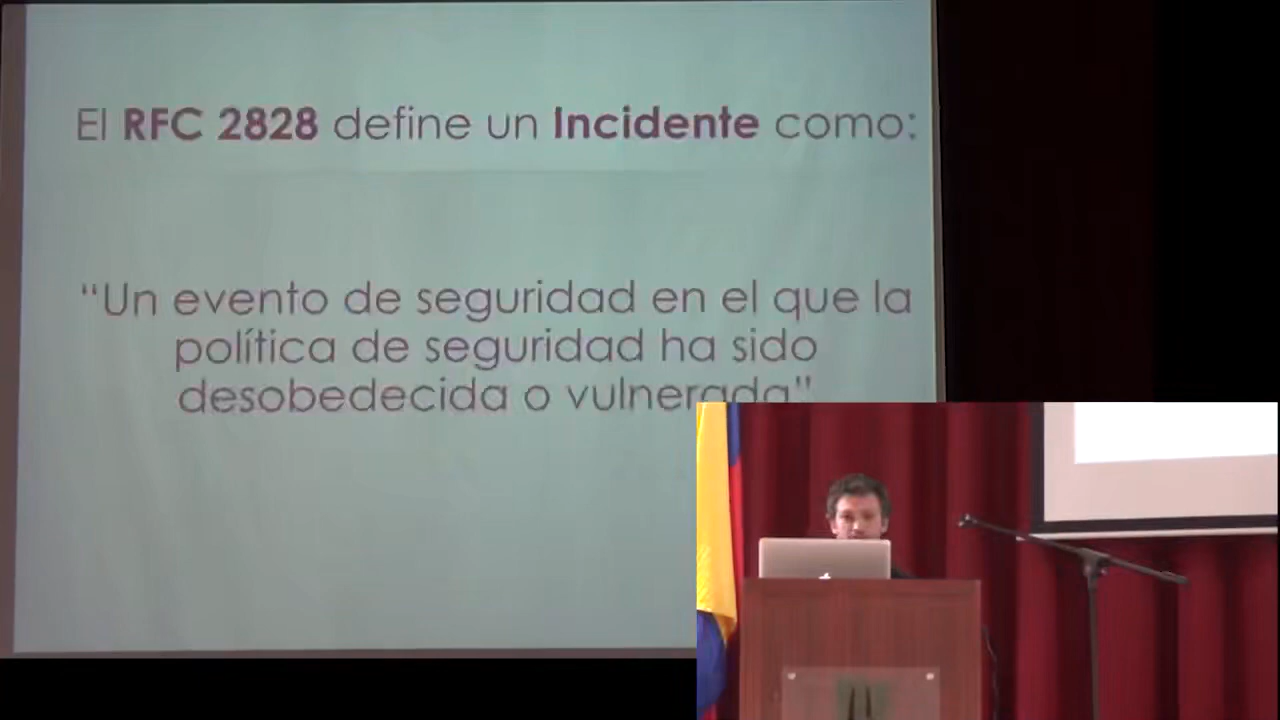 El RFC 2828 define un Incidente como:
“Un evento de seguridad en el que la
política de seguridad ha sido
desobedecida o vulnerada”